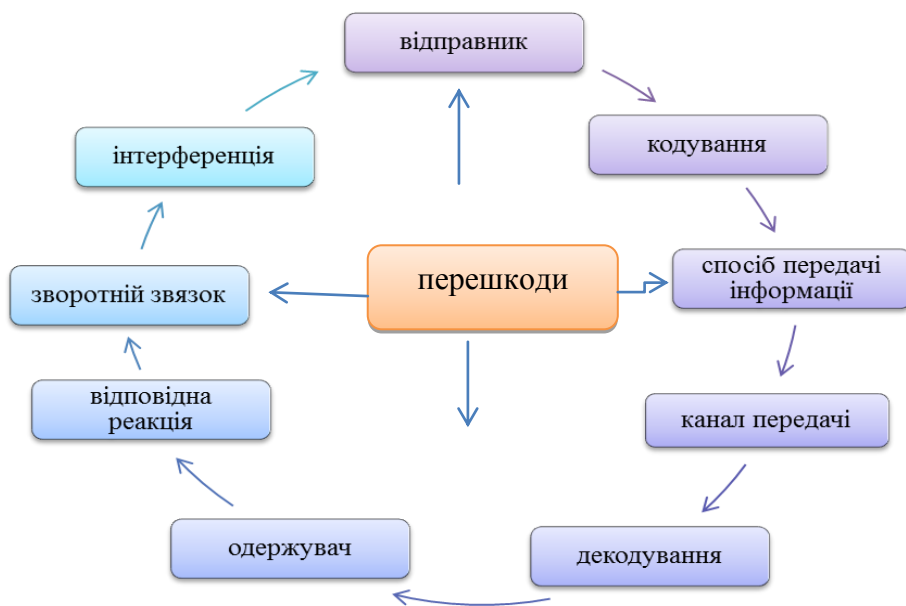 відправник
кодування
спосіб передачі
інформації
канал передачі
декодування
одержувач
відповідна
реакція
зворотній звязок
інтерференція
перешкоди